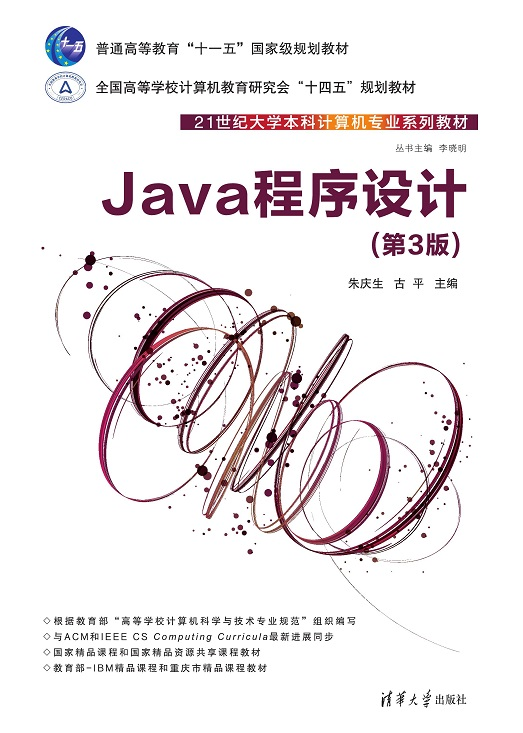 十一五
普通高等教育“十一五”国家级规划教材
全国高等学校计算机教育研究会“十四五”规划教材
21世纪大学本科计算机专业系列教材
丛书主编 李晓明
Java程序设计
(第3版)
朱庆生 古 平 主编
◇根据教育部“高等学校计算机科学与技术专业规范”组织编写
◇与ACM和IEEE CS Computing Curricula最新进展同步
◇国家精品课程和国家精品资源共享课程教材
◇教育部-IBM精品课程和重庆市精品课程教材
清华大学出版社